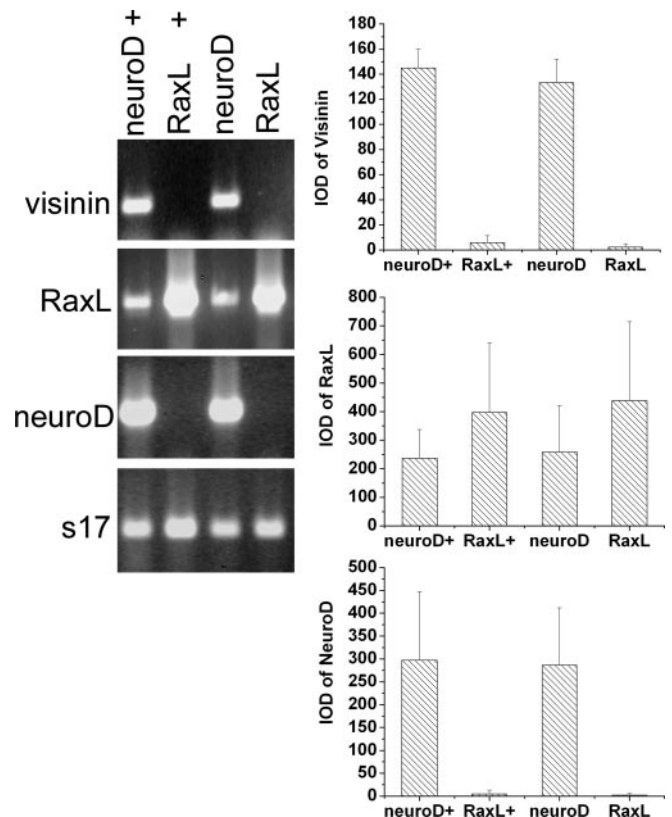 neuroD +
RaxL +
neuroD
RaxL
visinin
RaxL
neuroD
s17
IOD of Visinin
180
160
140
120
100
80
60
40
20
0
neuroD+ RaxL+ neuroD RaxL
IOD of RaxL
800
700
600
500
400
300
200
100
0
neuroD+ RaxL+ neuroD RaxL
IOD of NeuroD
500
450
400
350
300
250
200
150
100
50
0
neuroD+ RaxL+ neuroD RaxL